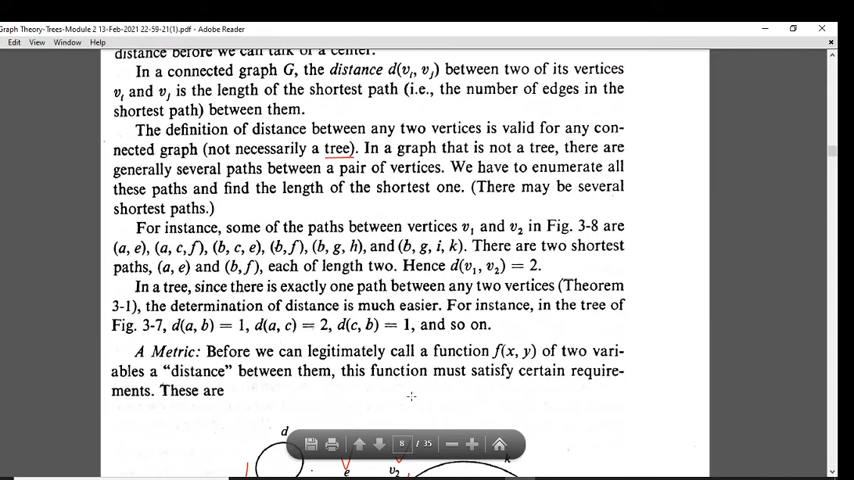 Graph Theory-Trees-Module 2 13-Feb-2021 22-59-21(1).pdf - Adobe Reader
Edit View Window Help
distance before we can talk of a center.
In a connected graph G, the distance d(vᵢ, vⱼ) between two of its vertices
vᵢ and vⱼ is the length of the shortest path (i.e., the number of edges in the
shortest path) between them.
The definition of distance between any two vertices is valid for any con-
nected graph (not necessarily a tree). In a graph that is not a tree, there are
generally several paths between a pair of vertices. We have to enumerate all
these paths and find the length of the shortest one. (There may be several
shortest paths.)
For instance, some of the paths between vertices v₁ and v₂ in Fig. 3-8 are
(a, e), (a, c, f), (b, c, e), (b, f), (b, g, h), and (b, g, i, k). There are two shortest
paths, (a, e) and (b, f), each of length two. Hence d(v₁, v₂) = 2.
In a tree, since there is exactly one path between any two vertices (Theorem
3-1), the determination of distance is much easier. For instance, in the tree of
Fig. 3-7, d(a, b) = 1, d(a, c) = 2, d(c, b) = 1, and so on.
A Metric: Before we can legitimately call a function f(x, y) of two vari-
ables a “distance” between them, this function must satisfy certain require-
ments. These are
d
8 / 35
e v₂ k